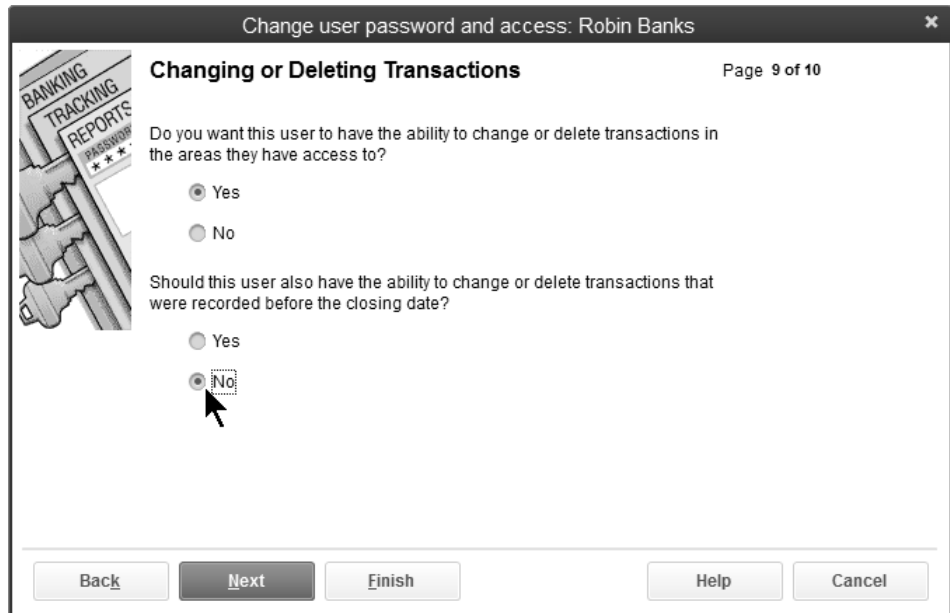 Change user password and access: Robin Banks
BANKING
TRACKING
REPORTS
PASSWORD
****
Changing or Deleting Transactions
Page 9 of 10
Do you want this user to have the ability to change or delete transactions in
the areas they have access to?
Yes
No
Should this user also have the ability to change or delete transactions that
were recorded before the closing date?
Yes
No
Back
Next
Finish
Help
Cancel